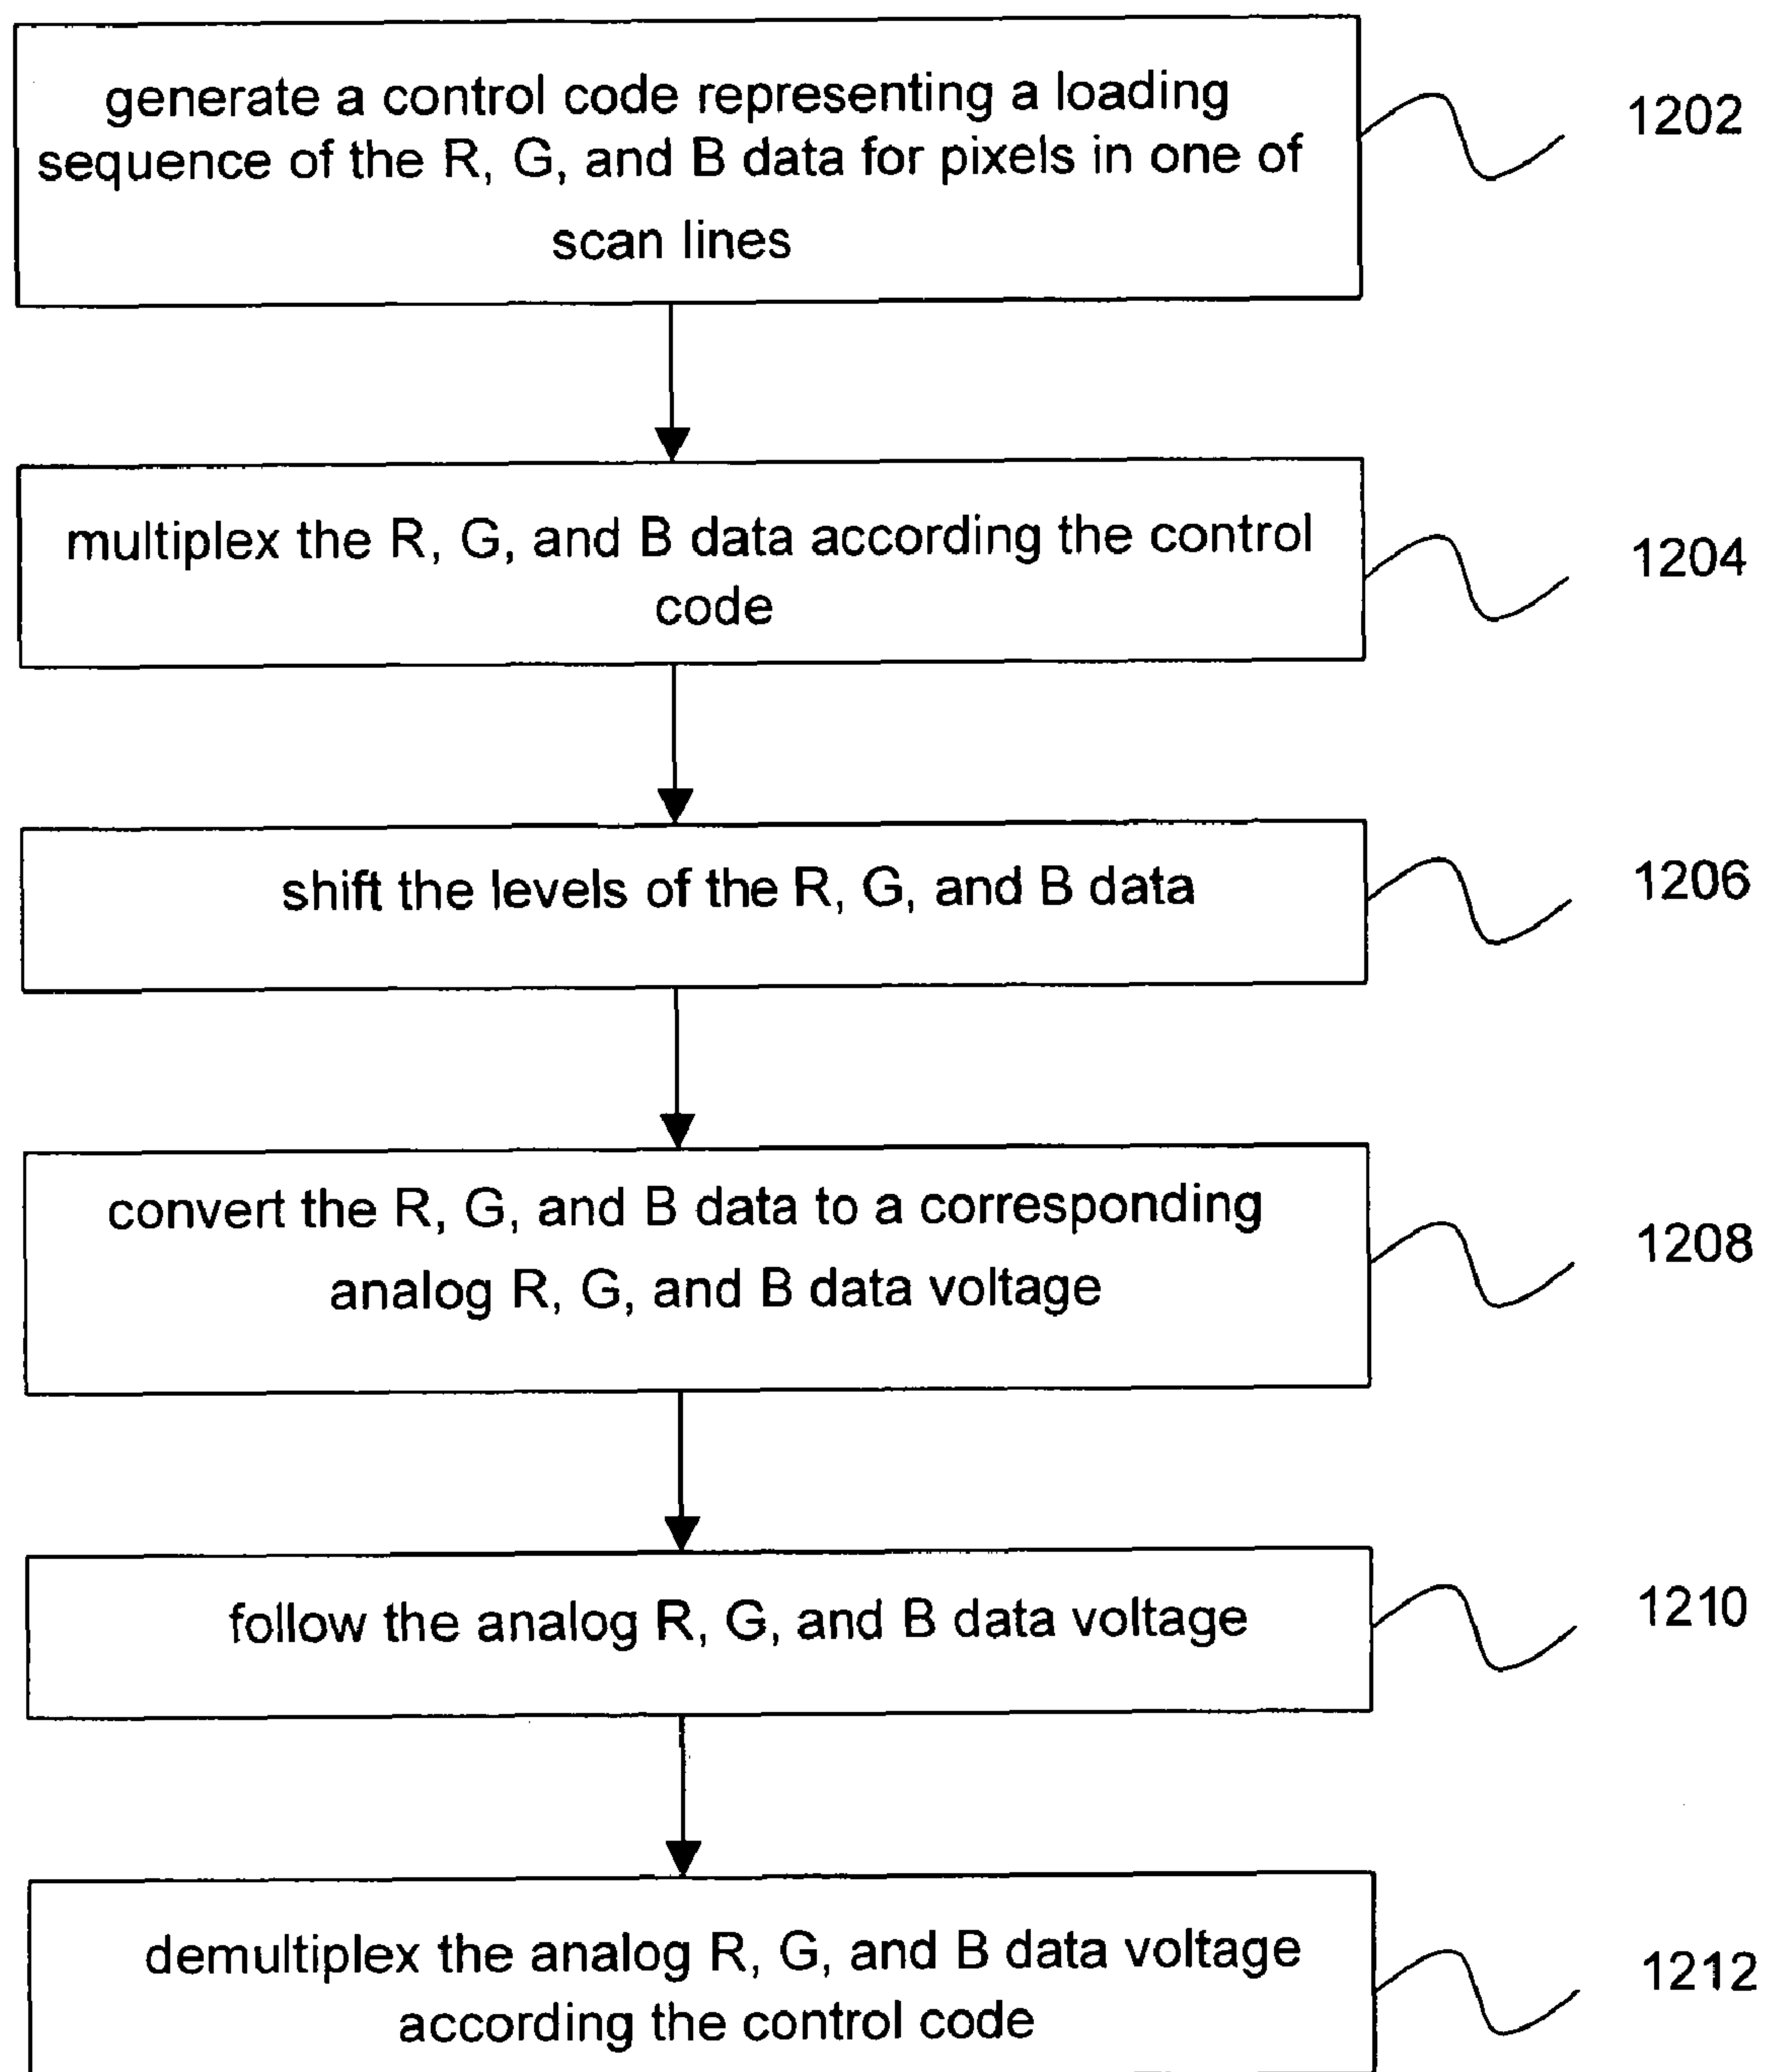 generate a control code representing a loading
sequence of the R, G, and B data for pixels in one of
scan lines
1202
multiplex the R, G, and B data according the control
code
1204
shift the levels of the R, G, and B data
1206
convert the R, G, and B data to a corresponding
analog R, G, and B data voltage
1208
follow the analog R, G, and B data voltage
1210
demultiplex the analog R, G, and B data voltage
according the control code
1212